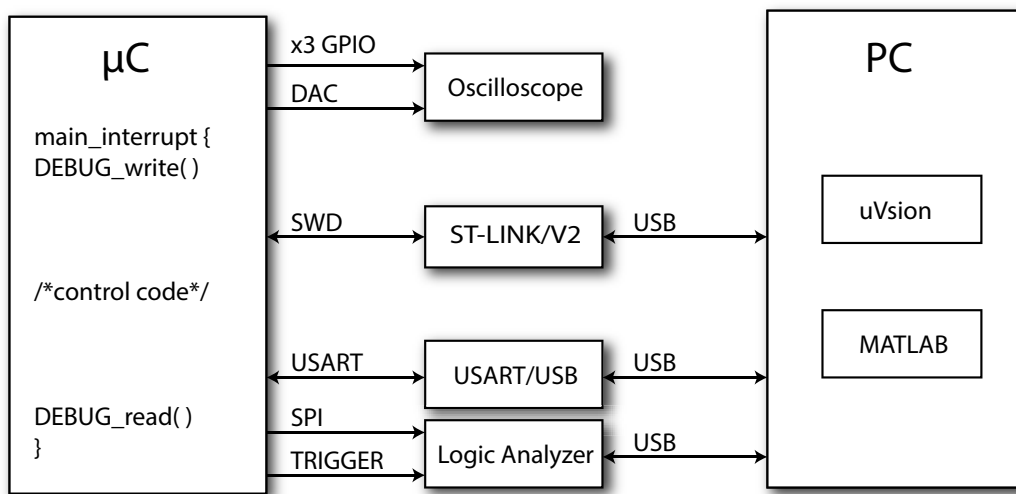 µC
main_interrupt {
DEBUG_write( )
/*control code*/
DEBUG_read( )
}
x3 GPIO
DAC
Oscilloscope
SWD
ST-LINK/V2
USB
USART
USART/USB
USB
SPI
TRIGGER
Logic Analyzer
USB
PC
uVsion
MATLAB